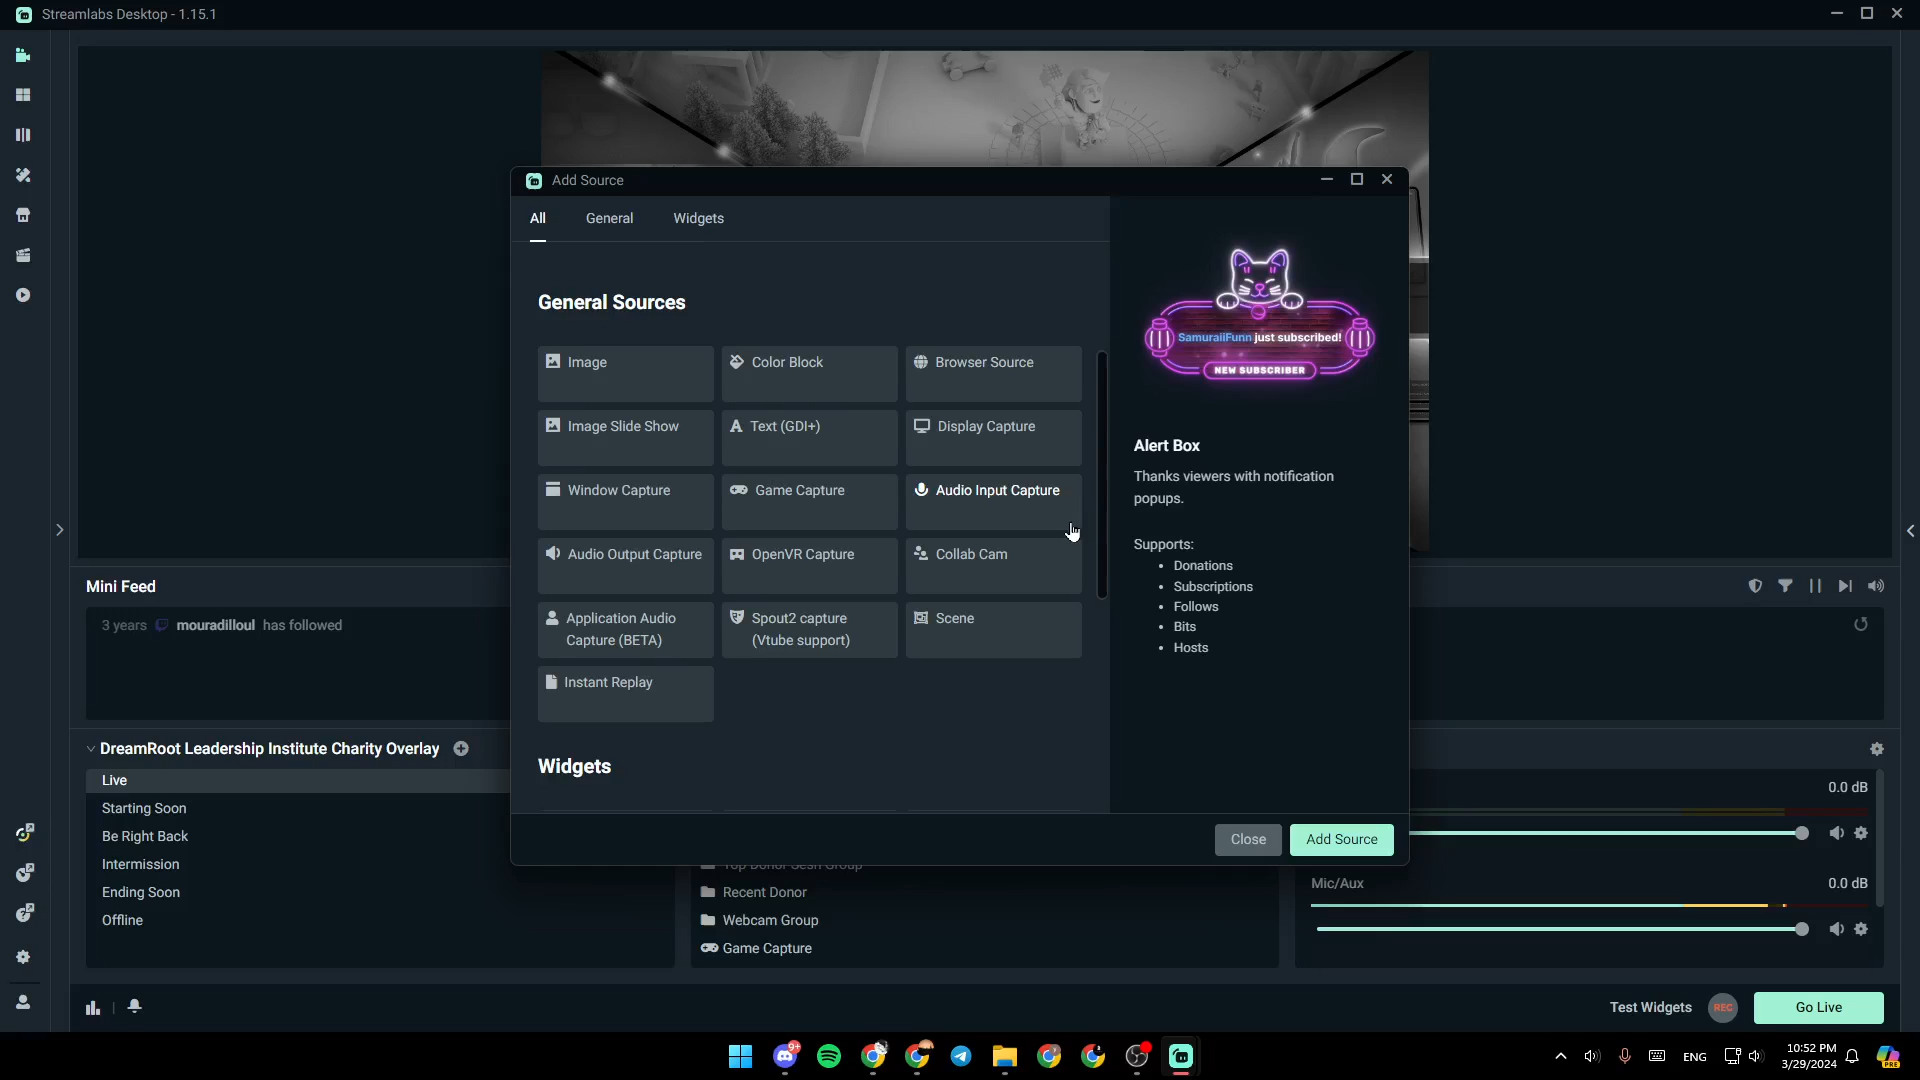 Streamlabs Desktop - 1.15.1
Add Source
All
General
Widgets
General Sources
Image
Color Block
Browser Source
Image Slide Show
Text (GDI+)
Display Capture
Window Capture
Game Capture
Audio Input Capture
Audio Output Capture
OpenVR Capture
Collab Cam
Application Audio
Capture (BETA)
Spout2 capture
(Vtube support)
Scene
Instant Replay
Widgets
SamuraiiFunn just subscribed!
NEW SUBSCRIBER
Alert Box
Thanks viewers with notification
popups.
Supports:
• Donations
• Subscriptions
• Follows
• Bits
• Hosts
Close
Add Source
Mini Feed
3 years mouradilloul has followed
DreamRoot Leadership Institute Charity Overlay
Live
Starting Soon
Be Right Back
Intermission
Ending Soon
Offline
Recent Donor
Webcam Group
Game Capture
0.0 dB
Mic/Aux
0.0 dB
Test Widgets
REC
Go Live
9+
ENG
10:52 PM
3/29/2024
PRE